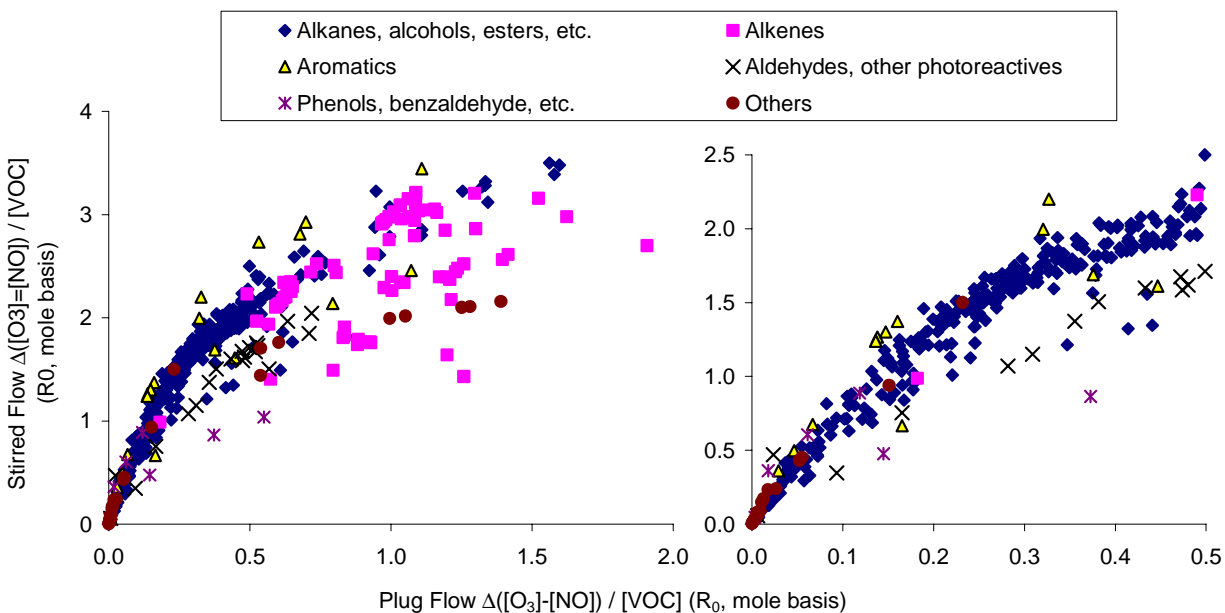 Alkanes, alcohols, esters, etc.
Alkenes
Aromatics
Aldehydes, other photoreactives
Phenols, benzaldehyde, etc.
Others
Stirred Flow Δ([O3]=[NO]) / [VOC]
(R0, mole basis)
4
3
2
1
0
0.0 0.5 1.0 1.5 2.0
2.5
2.0
1.5
1.0
0.5
0.0
0.0 0.1 0.2 0.3 0.4 0.5
Plug Flow Δ([O₃]-[NO]) / [VOC] (R₀, mole basis)